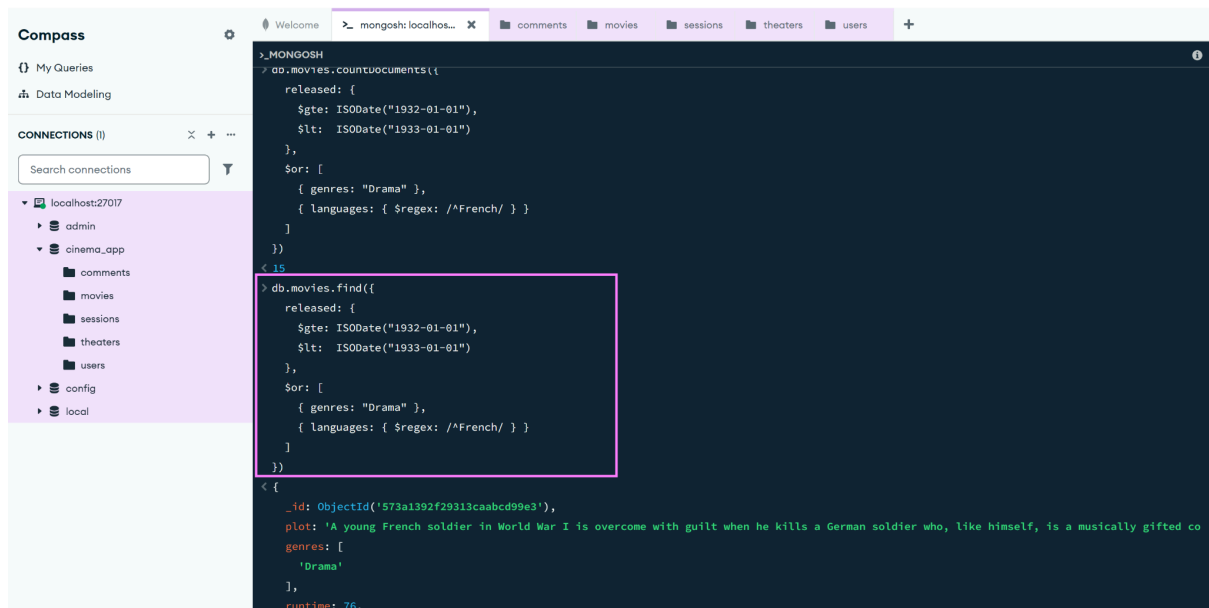 Compass
My Queries
Data Modeling
CONNECTIONS (1)
Search connections
localhost:27017
admin
cinema_app
comments
movies
sessions
theaters
users
config
local
Welcome
>_ mongosh: localhos...
comments
movies
sessions
theaters
users
>_MONGOSH
> db.movies.countDocuments({
released: {
$gte: ISODate("1932-01-01"),
$lt:  ISODate("1933-01-01")
},
$or: [
{ genres: "Drama" },
{ languages: { $regex: /^French/ } }
]
})
< 15
> db.movies.find({
released: {
$gte: ISODate("1932-01-01"),
$lt:  ISODate("1933-01-01")
},
$or: [
{ genres: "Drama" },
{ languages: { $regex: /^French/ } }
]
})
< {
_id: ObjectId('573a1392f29313caabcd99e3'),
plot: 'A young French soldier in World War I is overcome with guilt when he kills a German soldier who, like himself, is a musically gifted co
genres: [
'Drama'
],
runtime: 76,